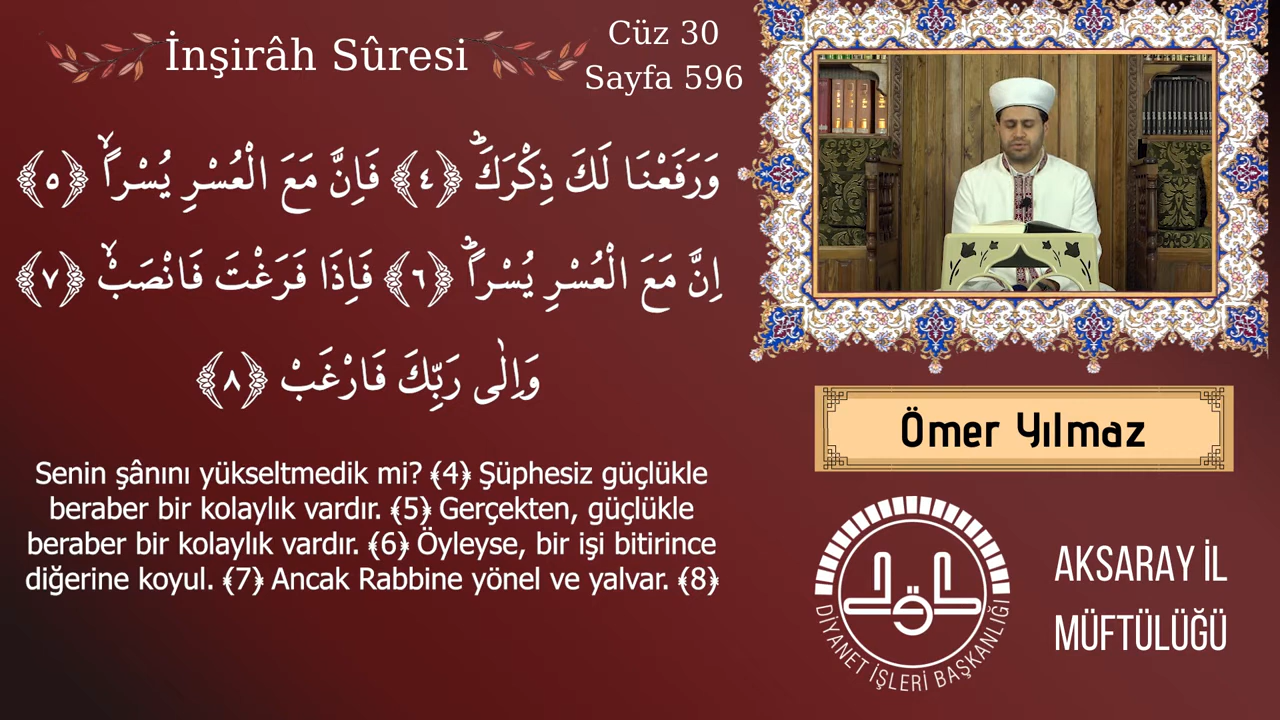 İnşirâh Sûresi
Cüz 30
Sayfa 596
وَرَفَعْنَا لَكَ ذِكْرَكَۜ ﴿٤﴾ فَاِنَّ مَعَ الْعُسْرِ يُسْراًۙ ﴿٥﴾
اِنَّ مَعَ الْعُسْرِ يُسْراًۜ ﴿٦﴾ فَاِذَا فَرَغْتَ فَانْصَبْۙ ﴿٧﴾
وَاِلٰى رَبِّكَ فَارْغَبْ ﴿٨﴾
Senin şânını yükseltmedik mi? ﴾4﴿ Şüphesiz güçlükle
beraber bir kolaylık vardır. ﴾5﴿ Gerçekten, güçlükle
beraber bir kolaylık vardır. ﴾6﴿ Öyleyse, bir işi bitirince
diğerine koyul. ﴾7﴿ Ancak Rabbine yönel ve yalvar. ﴾8﴿
Ömer Yılmaz
DİYANET İŞLERİ BAŞKANLIĞI
AKSARAY İL
MÜFTÜLÜĞÜ